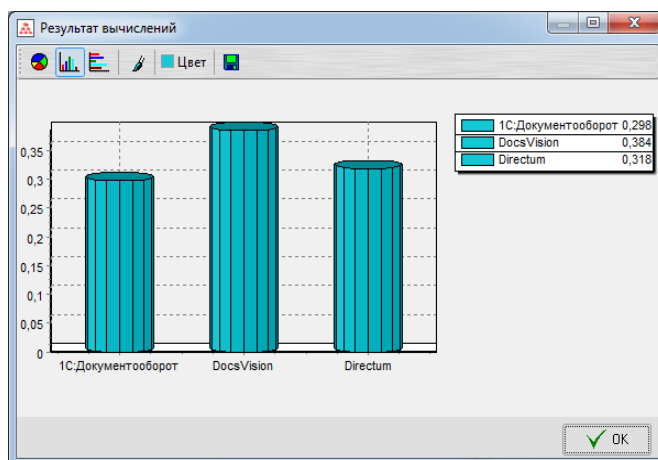 Результат вычислений
Цвет
1С:Документооборот 0,298
DocsVision 0,384
Directum 0,318
0,35
0,3
0,25
0,2
0,15
0,1
0,05
0
1С:Документооборот DocsVision Directum
OK